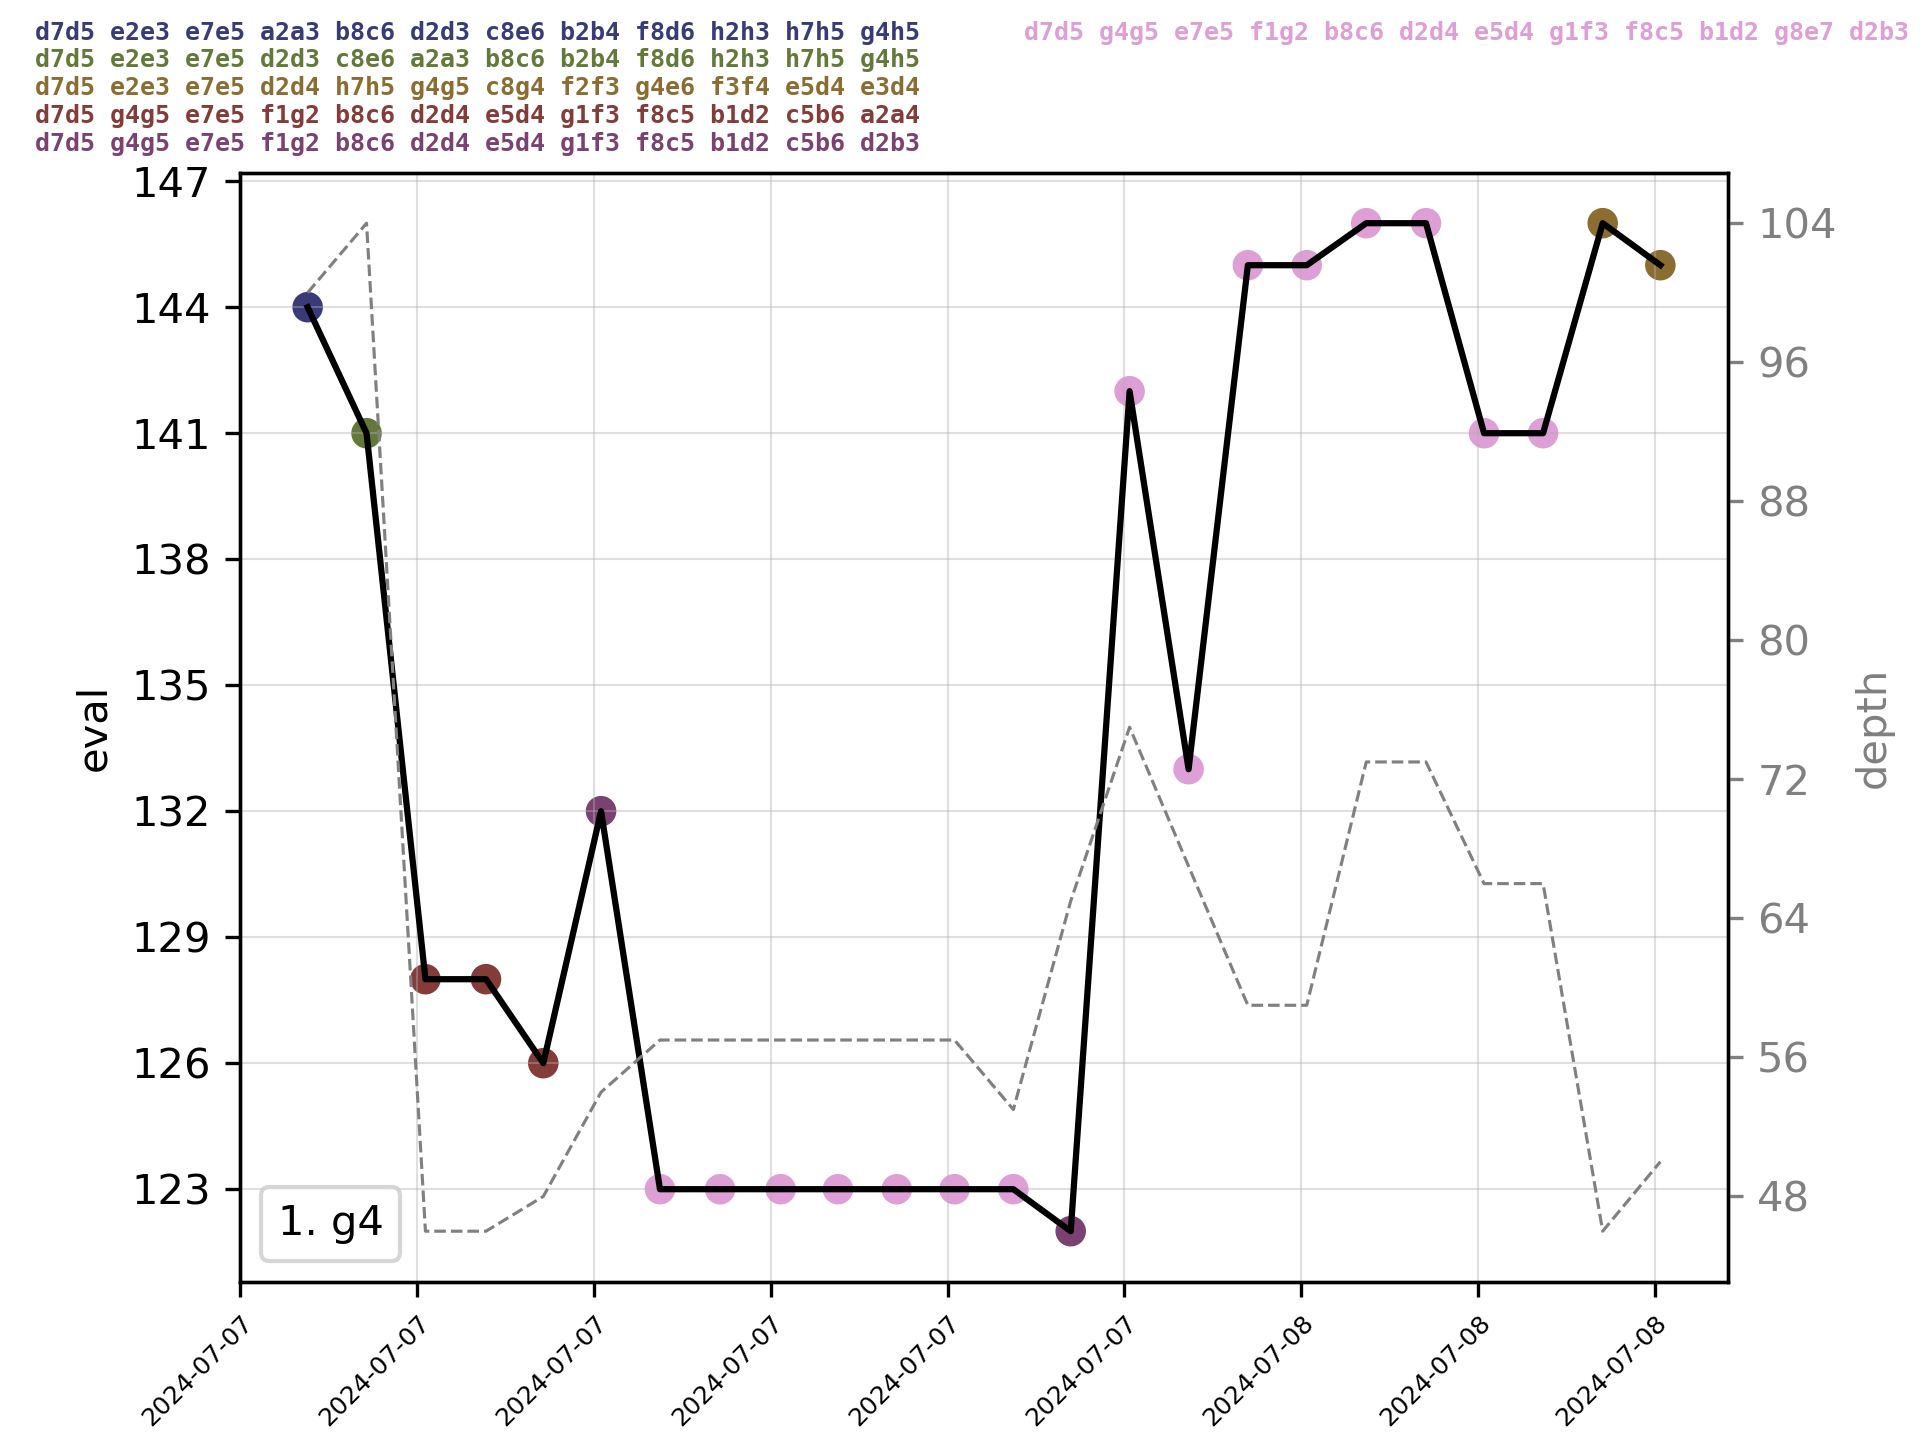 d7d5 e2e3 e7e5 a2a3 b8c6 d2d3 c8e6 b2b4 f8d6 h2h3 h7h5 g4h5
d7d5 e2e3 e7e5 d2d3 c8e6 a2a3 b8c6 b2b4 f8d6 h2h3 h7h5 g4h5
d7d5 e2e3 e7e5 d2d4 h7h5 g4g5 c8g4 f2f3 g4e6 f3f4 e5d4 e3d4
d7d5 g4g5 e7e5 f1g2 b8c6 d2d4 e5d4 g1f3 f8c5 b1d2 c5b6 a2a4
d7d5 g4g5 e7e5 f1g2 b8c6 d2d4 e5d4 g1f3 f8c5 b1d2 c5b6 d2b3
d7d5 g4g5 e7e5 f1g2 b8c6 d2d4 e5d4 g1f3 f8c5 b1d2 g8e7 d2b3
147
144
141
138
135
132
129
126
123
eval
104
96
88
80
72
64
56
48
depth
1. g4
2024-07-07
2024-07-07
2024-07-07
2024-07-07
2024-07-07
2024-07-07
2024-07-08
2024-07-08
2024-07-08